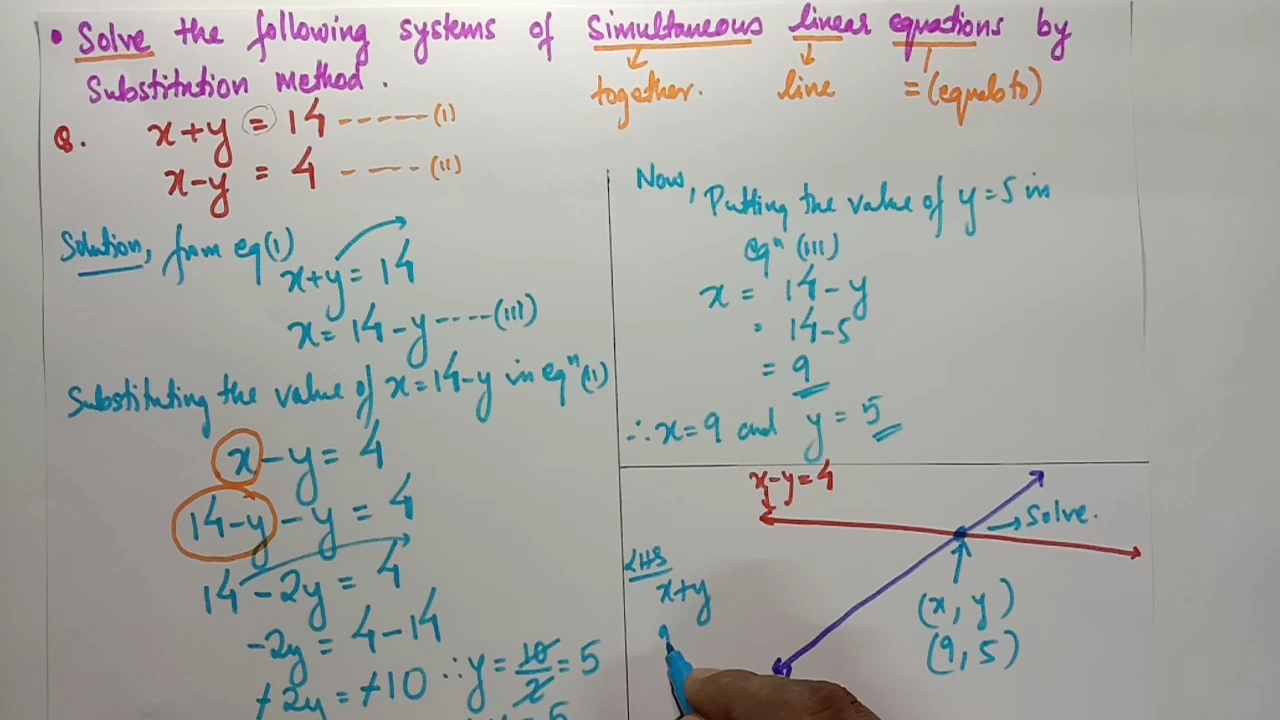 • Solve the following systems of Simultaneous linear equations by
Substitution Method.
together. line = (equals to)
Q. x+y = 14 ------(I)
x-y = 4 ------(II)
Solution, from eq(I)
x+y = 14
x = 14-y ----(III)
Substituting the value of x=14-y in eqⁿ(I)
x-y = 4
14-y-y = 4
14-2y = 4
-2y = 4-14
+2y = +10 ∴ y = 10/2 = 5
Now, Putting the value of y=5 in
eqⁿ (III)
x = 14-y
= 14-5
= 9
∴ x=9 and y = 5
x-y=4
→ Solve.
(x, y)
(9, 5)
LHS
x+y